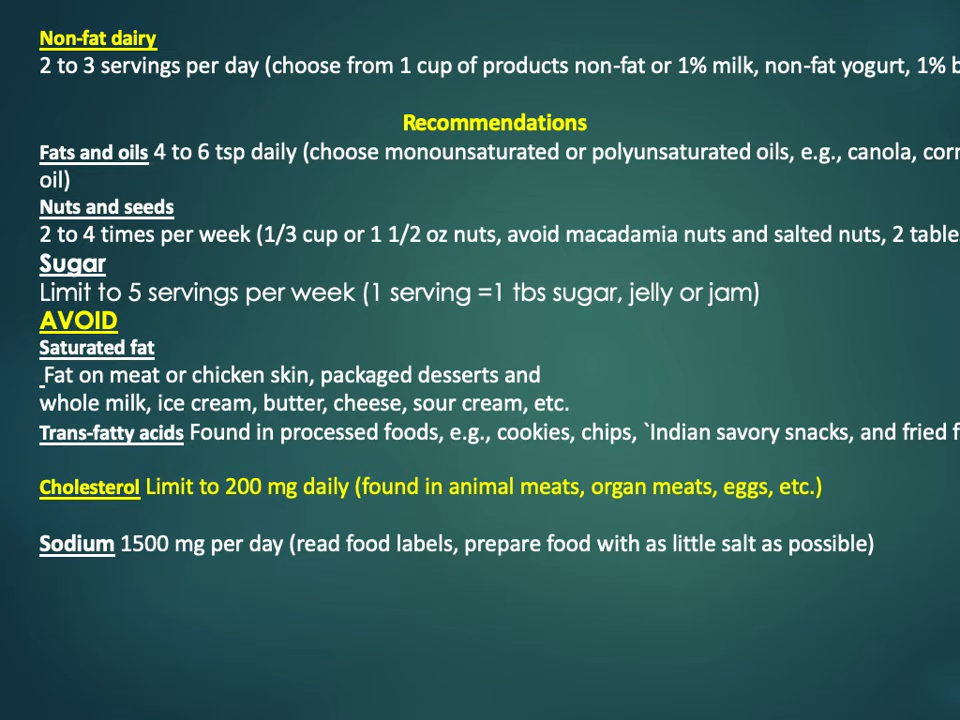 Non-fat dairy
2 to 3 servings per day (choose from 1 cup of products non-fat or 1% milk, non-fat yogurt, 1%
Recommendations
Fats and oils 4 to 6 tsp daily (choose monounsaturated or polyunsaturated oils, e.g., canola,
oil)
Nuts and seeds
2 to 4 times per week (1/3 cup or 1 1/2 oz nuts, avoid macadamia nuts and salted nuts, 2
Sugar
Limit to 5 servings per week (1 serving =1 tbs sugar, jelly or jam)
AVOID
Saturated fat
Fat on meat or chicken skin, packaged desserts and
whole milk, ice cream, butter, cheese, sour cream, etc.
Trans-fatty acids Found in processed foods, e.g., cookies, chips, `Indian savory snacks, and fried
Cholesterol Limit to 200 mg daily (found in animal meats, organ meats, eggs, etc.)
Sodium 1500 mg per day (read food labels, prepare food with as little salt as possible)